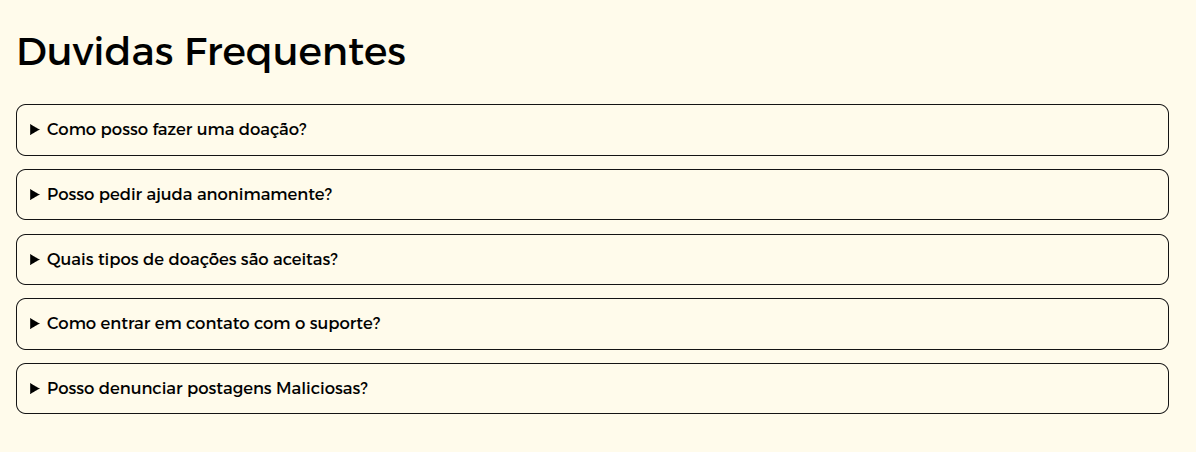 Duvidas Frequentes
Como posso fazer uma doação?
Posso pedir ajuda anonimamente?
Quais tipos de doações são aceitas?
Como entrar em contato com o suporte?
Posso denunciar postagens Maliciosas?